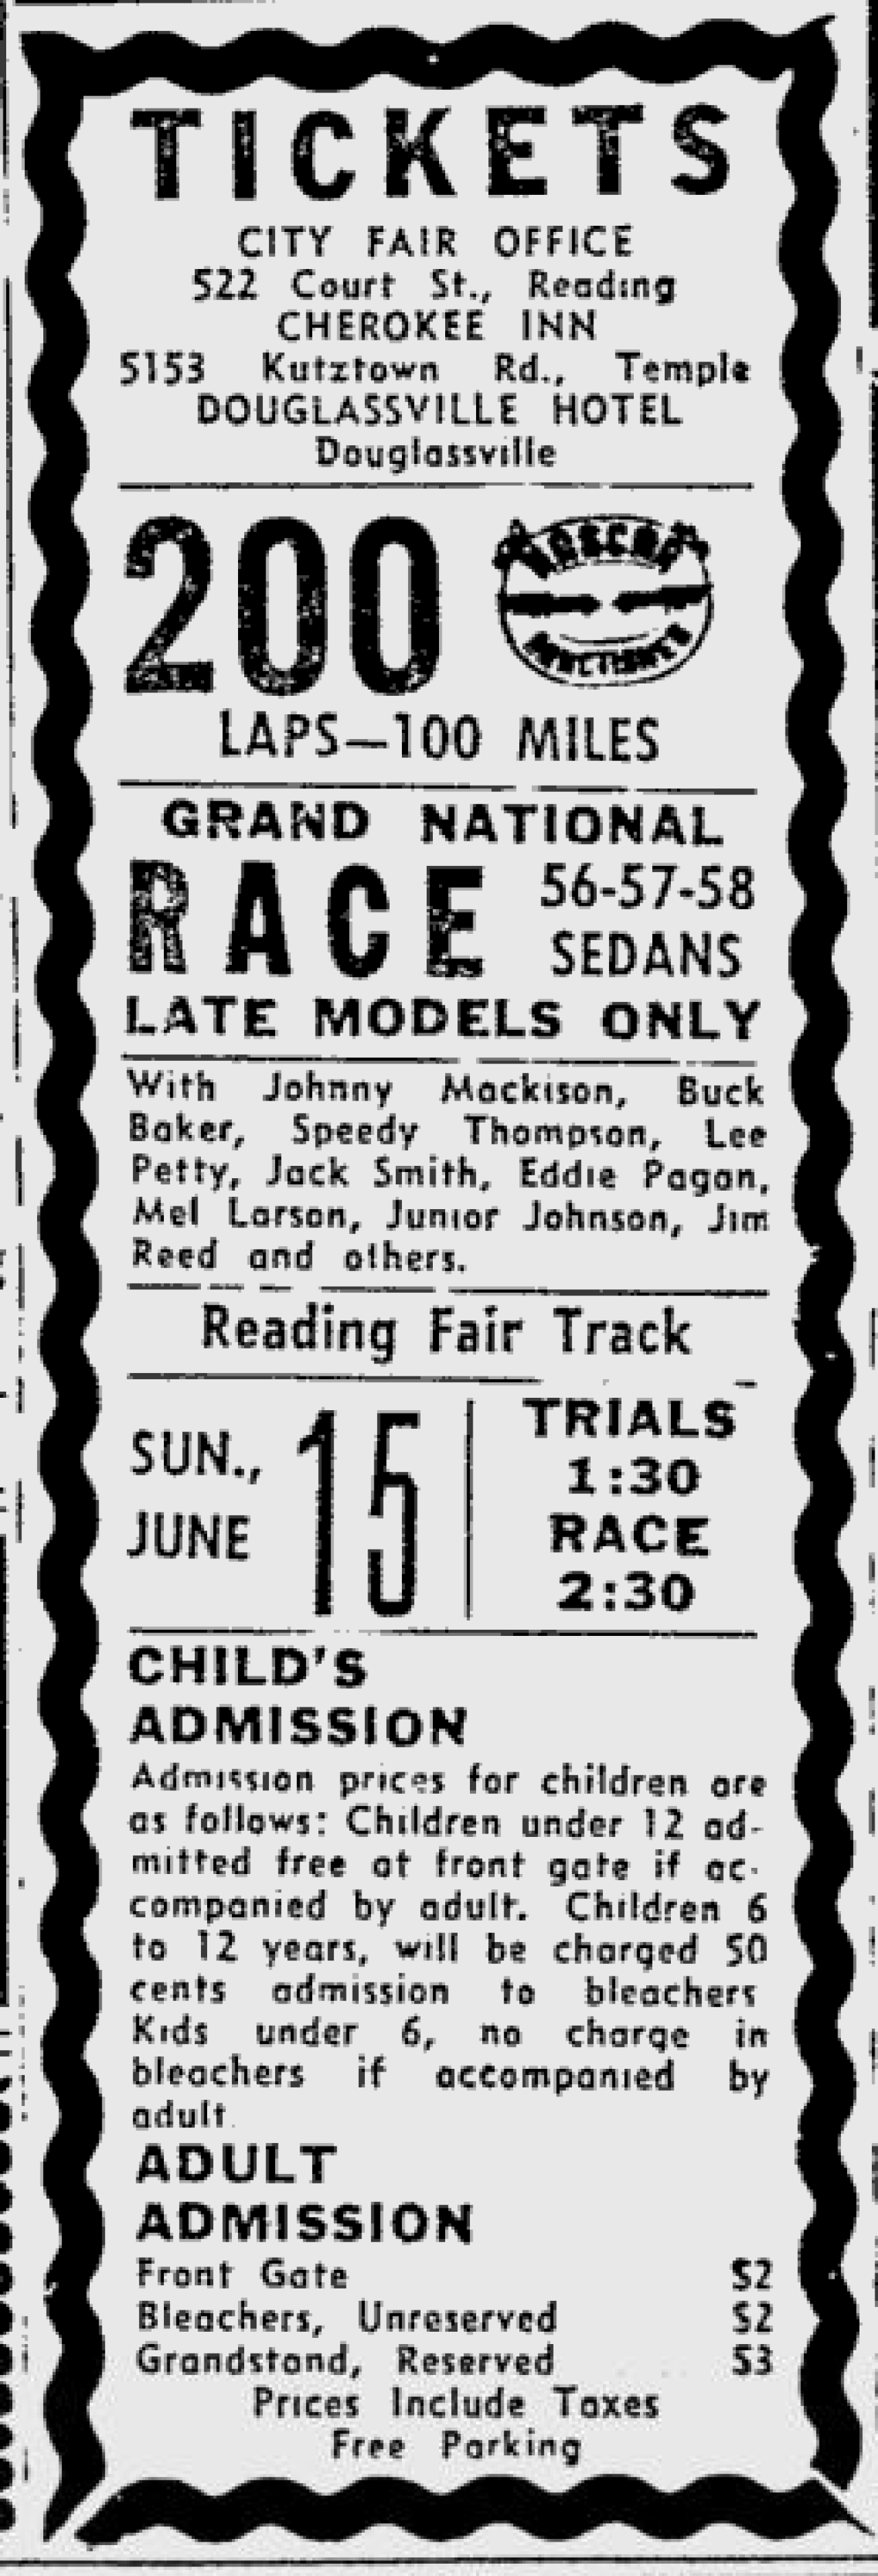 TICKETS
CITY FAIR OFFICE
522 Court St., Reading
CHEROKEE INN
5153 Kutztown Rd., Temple
DOUGLASSVILLE HOTEL
Douglassville
200
LAPS—100 MILES
GRAND NATIONAL
RACE 56-57-58
SEDANS
LATE MODELS ONLY
With Johnny Mackison, Buck
Baker, Speedy Thompson, Lee
Petty, Jack Smith, Eddie Pagan,
Mel Larson, Junior Johnson, Jim
Reed and others.
Reading Fair Track
SUN.,
JUNE
15
TRIALS
1:30
RACE
2:30
CHILD'S
ADMISSION
Admission prices for children are
as follows: Children under 12 ad-
mitted free at front gate if ac-
companied by adult. Children 6
to 12 years, will be charged 50
cents admission to bleachers
Kids under 6, no charge in
bleachers if accompanied by
adult.
ADULT
ADMISSION
Front Gate $2
Bleachers, Unreserved $2
Grandstand, Reserved $3
Prices Include Taxes
Free Parking